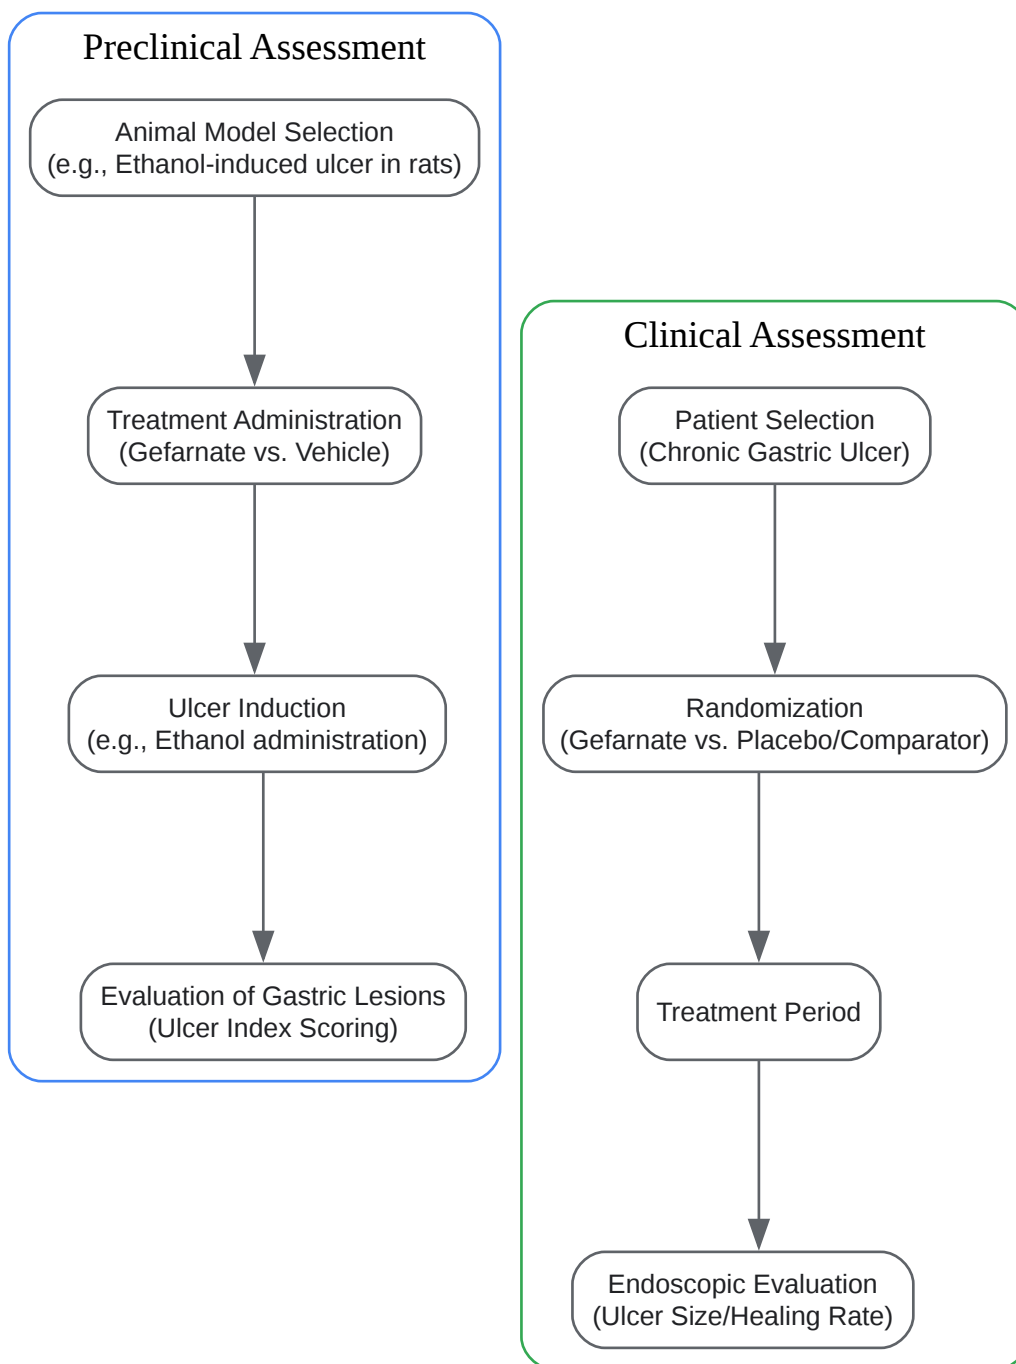 Preclinical Assessment
Animal Model Selection
(e.g., Ethanol-induced ulcer in rats)
Treatment Administration
(Gefarnate vs. Vehicle)
Ulcer Induction
(e.g., Ethanol administration)
Evaluation of Gastric Lesions
(Ulcer Index Scoring)
Clinical Assessment
Patient Selection
(Chronic Gastric Ulcer)
Randomization
(Gefarnate vs. Placebo/Comparator)
Treatment Period
Endoscopic Evaluation
(Ulcer Size/Healing Rate)